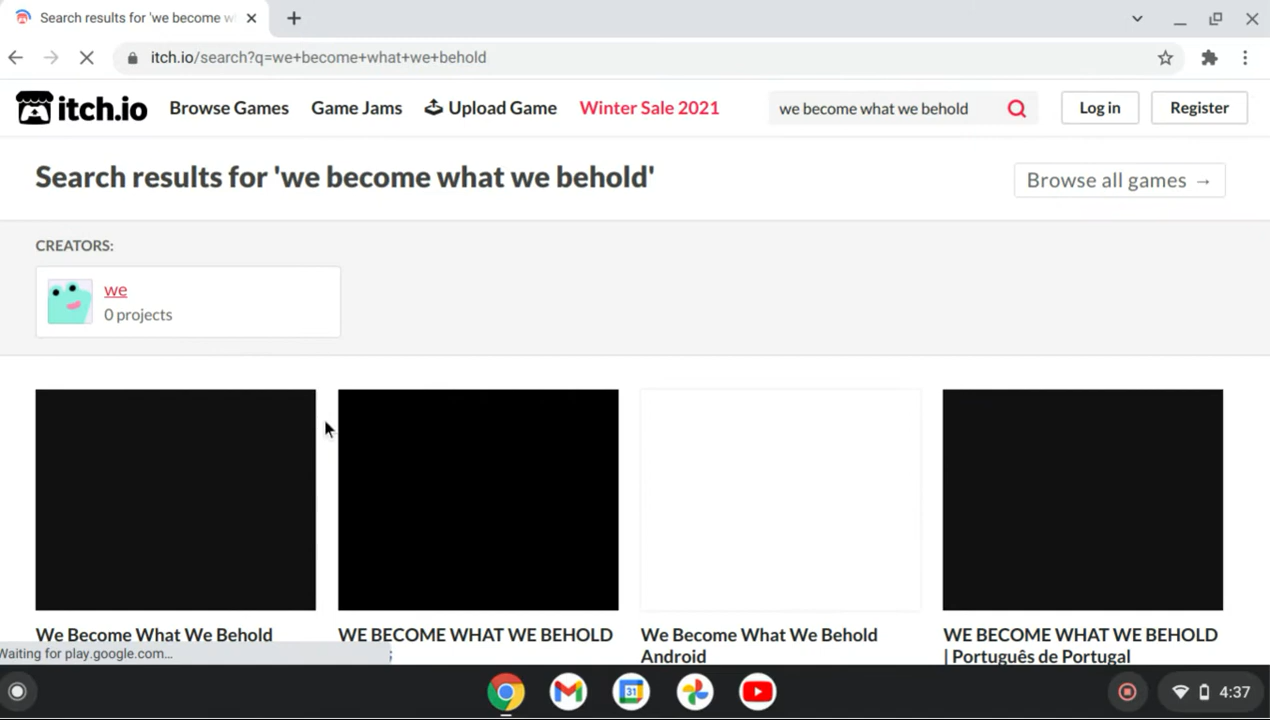 Search results for 'we become w
itch.io/search?q=we+become+what+we+behold
itch.io
Browse Games
Game Jams
Upload Game
Winter Sale 2021
we become what we behold
Log in
Register
Search results for 'we become what we behold'
Browse all games →
CREATORS:
we
0 projects
We Become What We Behold
WE BECOME WHAT WE BEHOLD
We Become What We Behold
Android
WE BECOME WHAT WE BEHOLD
| Português de Portugal
Waiting for play.google.com...
31
4:37